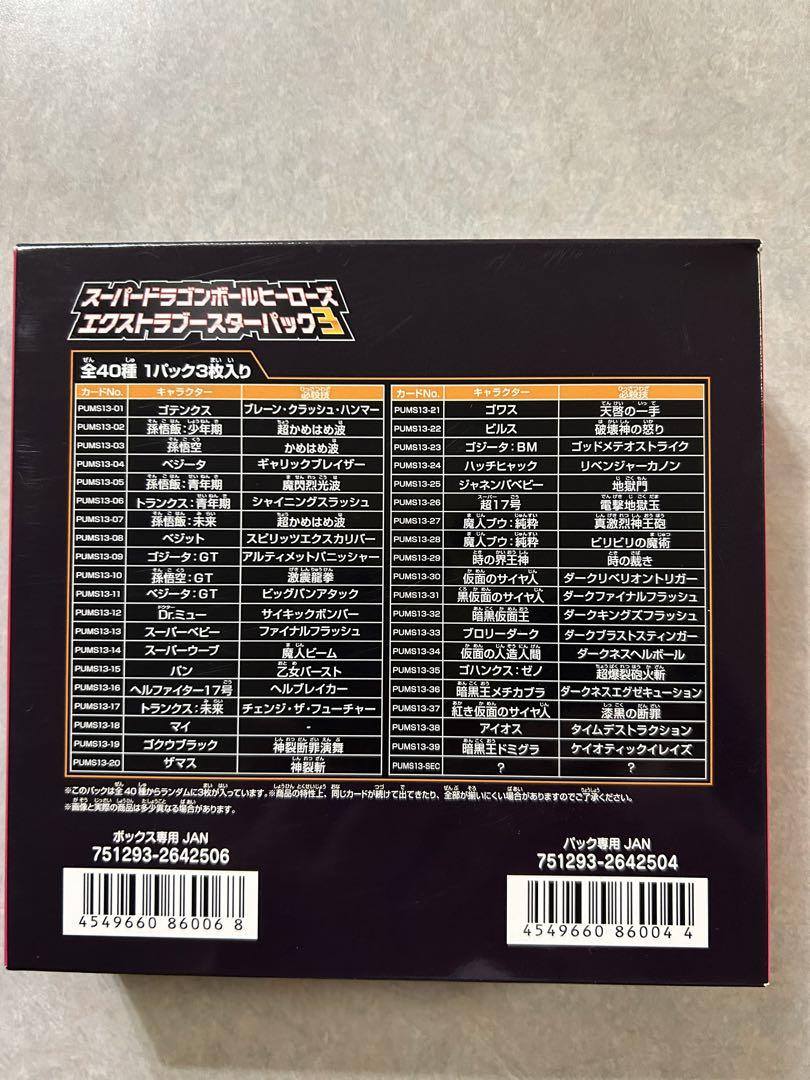 スーパードラゴンボールヒーローズ
エクストラブースターパック3
全40種 1パック3枚入り
カードNo. キャラクター 必殺技
PUMS13-01 ゴテンクス ブレーン・クラッシュ・ハンマー
PUMS13-02 孫悟飯:少年期 超かめはめ波
PUMS13-03 孫悟空 かめはめ波
PUMS13-04 ベジータ ギャリックブレイザー
PUMS13-05 孫悟飯:青年期 魔閃烈光波
PUMS13-06 トランクス:青年期 シャイニングスラッシュ
PUMS13-07 孫悟飯:未来 超かめはめ波
PUMS13-08 ベジット スピリッツエクスカリバー
PUMS13-09 ゴジータ:GT アルティメットパニッシャー
PUMS13-10 孫悟空:GT 激震龍拳
PUMS13-11 ベジータ:GT ビッグバンアタック
PUMS13-12 Dr.ミュー サイキックボンバー
PUMS13-13 スーパーベビー ファイナルフラッシュ
PUMS13-14 スーパーウーブ 魔人ビーム
PUMS13-15 パン 乙女バースト
PUMS13-16 ヘルファイター17号 ヘルブレイカー
PUMS13-17 トランクス:未来 チェンジ・ザ・フューチャー
PUMS13-18 マイ -
PUMS13-19 ゴクウブラック 神裂断罪演舞
PUMS13-20 ザマス 神裂斬
カードNo. キャラクター 必殺技
PUMS13-21 ゴワス 天啓の一手
PUMS13-22 ビルス 破壊神の怒り
PUMS13-23 ゴジータ:BM ゴッドメテオストライク
PUMS13-24 ハッチヒャック リベンジャーカノン
PUMS13-25 ジャネンバベビー 地獄門
PUMS13-26 超17号 電撃地獄玉
PUMS13-27 魔人ブウ:純粋 真激烈神王砲
PUMS13-28 魔人ブウ:純粋 ビリビリの魔術
PUMS13-29 時の界王神 時の裁き
PUMS13-30 仮面のサイヤ人 ダークリベリオントリガー
PUMS13-31 黒仮面のサイヤ人 ダークファイナルフラッシュ
PUMS13-32 暗黒仮面王 ダークキングズフラッシュ
PUMS13-33 ブロリーダーク ダークブラストスティンガー
PUMS13-34 仮面の人造人間 ダークネスヘルボール
PUMS13-35 ゴハンクス:ゼノ 超爆裂砲火斬
PUMS13-36 暗黒王メチカブラ ダークネスエグゼキューション
PUMS13-37 紅き仮面のサイヤ人 漆黒の断罪
PUMS13-38 アイオス タイムデストラクション
PUMS13-39 暗黒王ドミグラ ケイオティックイレイズ
PUMS13-SEC ? ?
※このパックは全40種からランダムに3枚が入っています。※商品の特性上、同じカードが続けて出てきたり、全部が揃いにくい場合がありますのでご了承ください。
※画像と実際の商品は多少異なる場合があります。
ボックス専用 JAN
751293-2642506
4549660 86006 8
パック専用 JAN
751293-2642504
4549660 86004 4